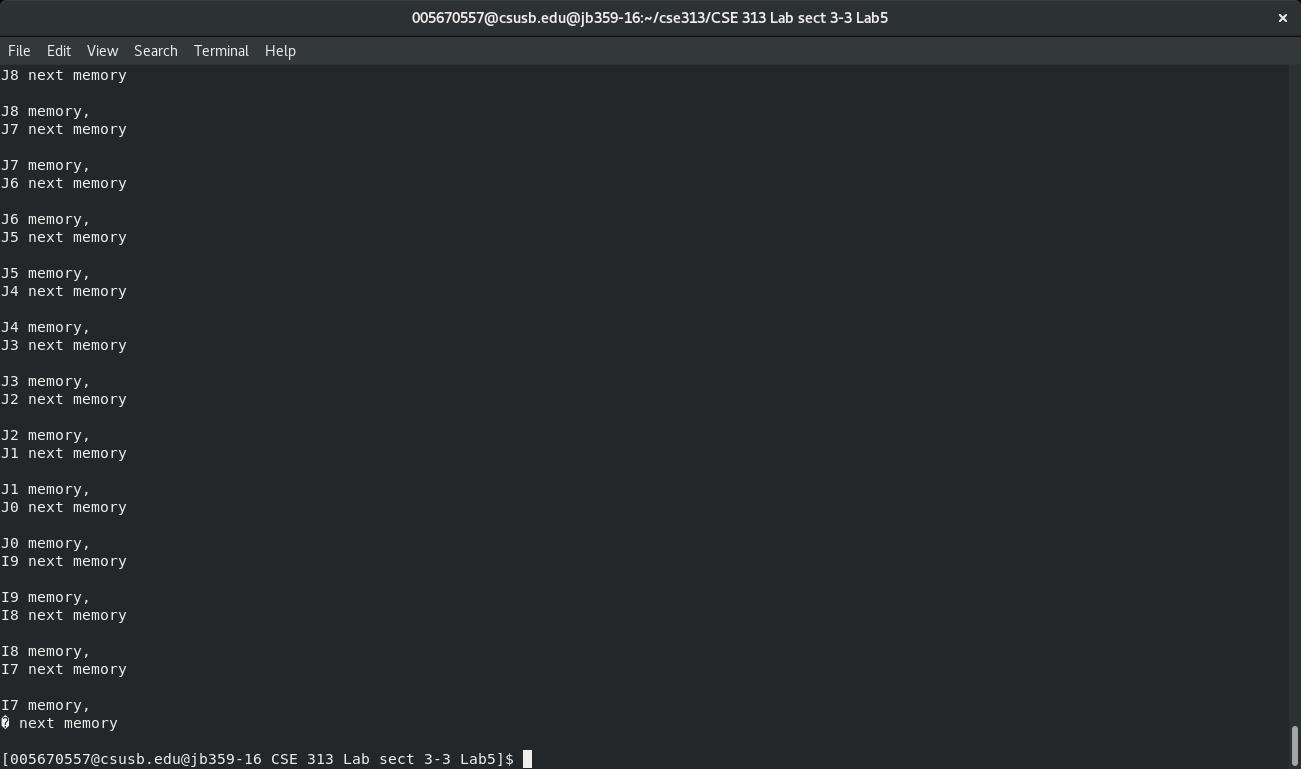 005670557@csusb.edu@jb359-16:~/cse313/CSE 313 Lab sect 3-3 Lab5
File Edit View Search Terminal Help
J8 next memory
J8 memory,
J7 next memory
J7 memory,
J6 next memory
J6 memory,
J5 next memory
J5 memory,
J4 next memory
J4 memory,
J3 next memory
J3 memory,
J2 next memory
J2 memory,
J1 next memory
J1 memory,
J0 next memory
J0 memory,
I9 next memory
I9 memory,
I8 next memory
I8 memory,
I7 next memory
I7 memory,
� next memory
[005670557@csusb.edu@jb359-16 CSE 313 Lab sect 3-3 Lab5]$